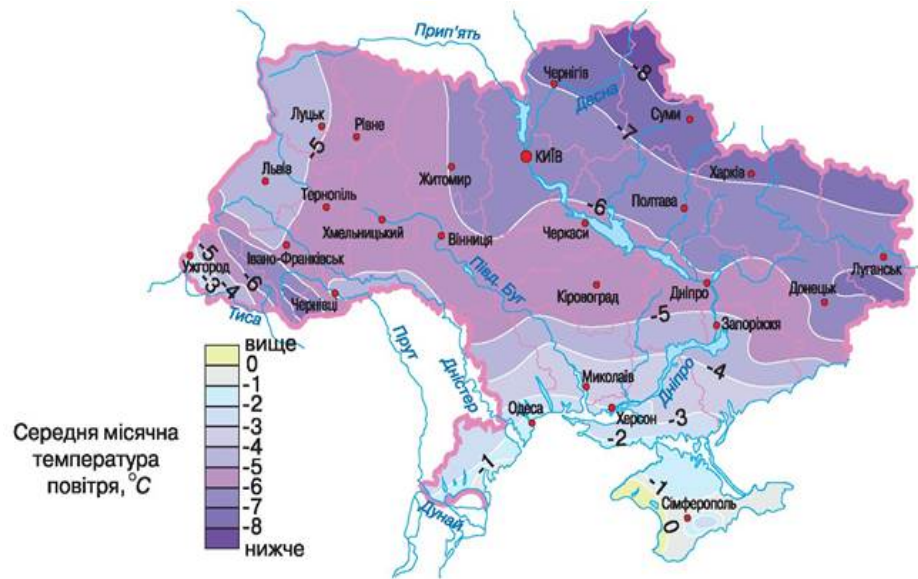 Прип'ять
Чернігів
-8
Десна
Суми
Луцьк
Рівне
-5
-7
КИЇВ
Львів
Житомир
Харків
Тернопіль
-6
Полтава
Хмельницький
Вінниця
Черкаси
-5
Ужгород
Івано-Франківськ
Луганськ
-3
-4
-6
Півд. Буг
Кіровоград
Дніпро
Донецьк
Чернівці
Тиса
-5
Запоріжжя
Прут
Дністер
-4
Миколаїв
Дніпро
Одеса
Херсон
-3
-2
-1
-1
Сімферополь
0
Дунай
Середня місячна
температура
повітря, °C
вище
0
-1
-2
-3
-4
-5
-6
-7
-8
нижче